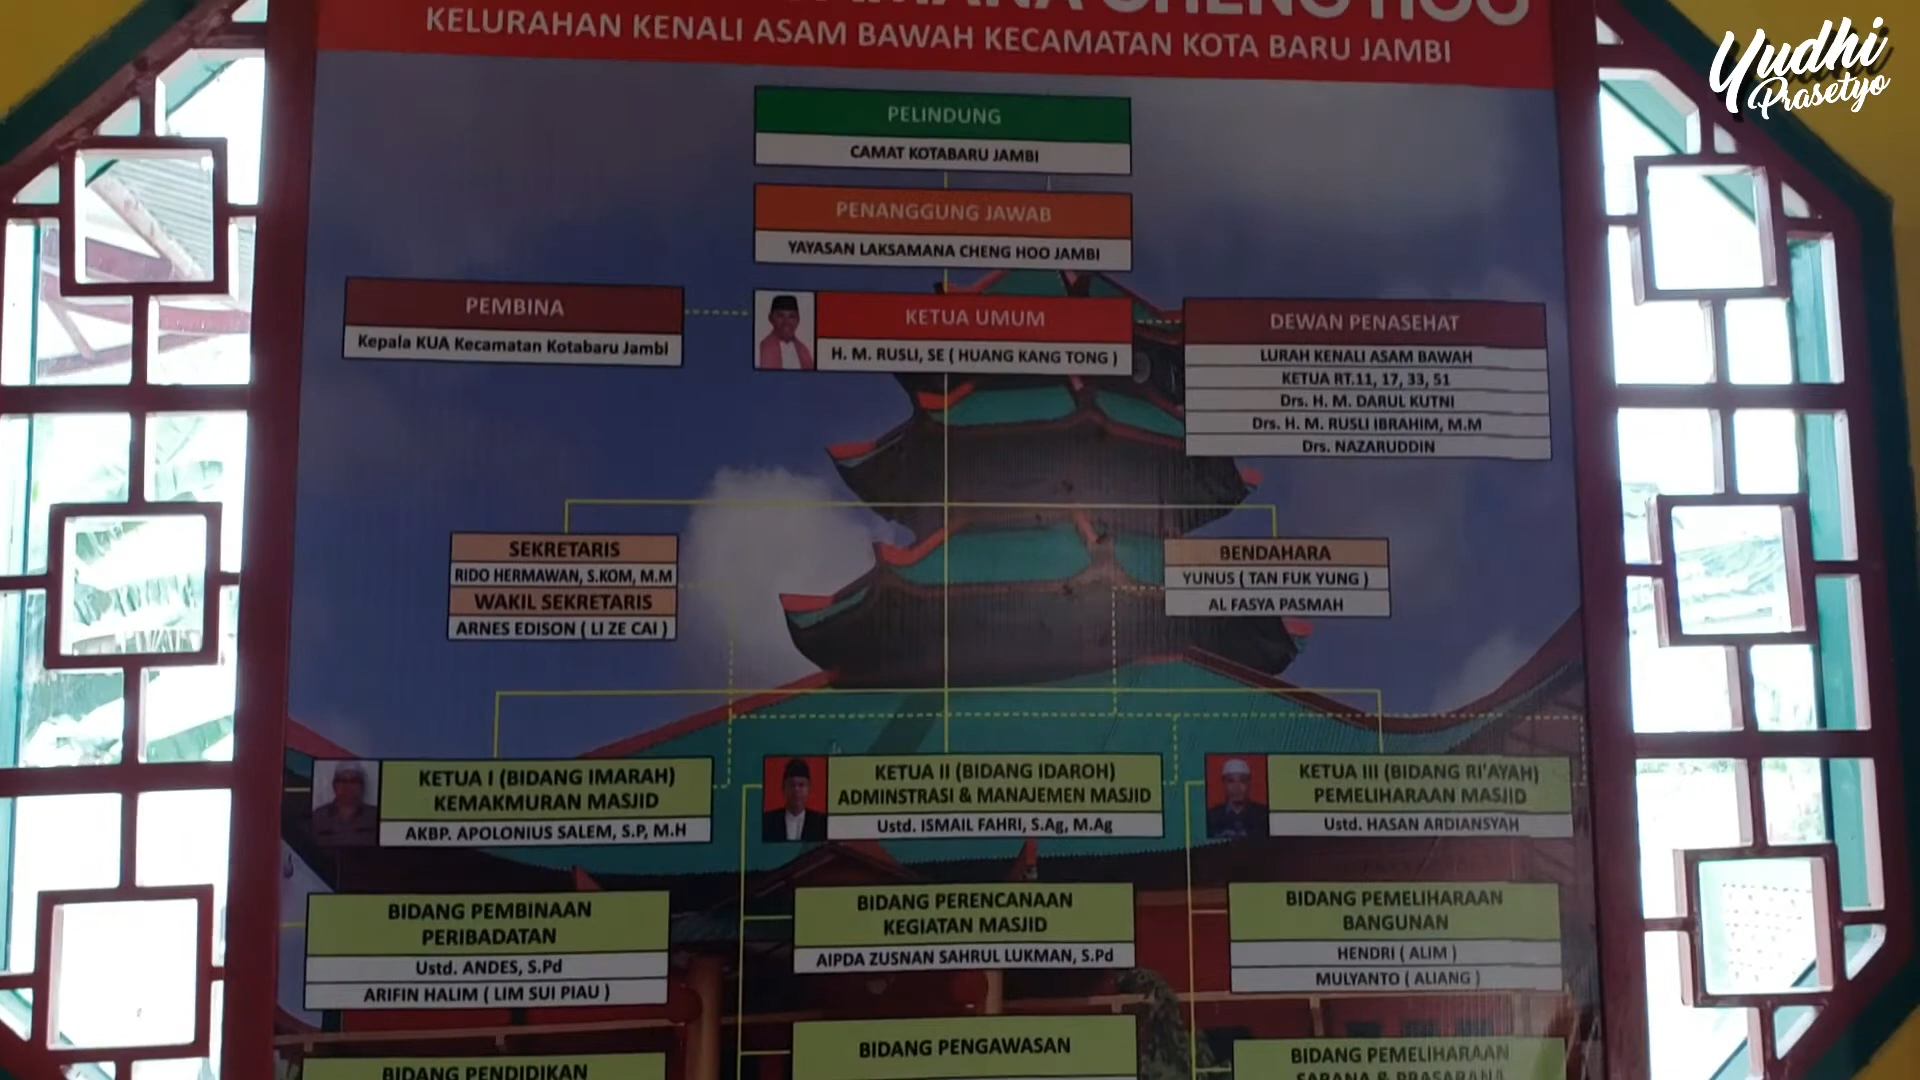 CHENG HOO
KELURAHAN KENALI ASAM BAWAH KECAMATAN KOTA BARU JAMBI
Yudhi
Prasetyo
PELINDUNG
CAMAT KOTABARU JAMBI
PENANGGUNG JAWAB
YAYASAN LAKSAMANA CHENG HOO JAMBI
PEMBINA
Kepala KUA Kecamatan Kotabaru Jambi
KETUA UMUM
H. M. RUSLI, SE ( HUANG KANG TONG )
DEWAN PENASEHAT
LURAH KENALI ASAM BAWAH
KETUA RT.11, 17, 33, 51
Drs. H. M. DARUL KUTNI
Drs. H. M. RUSLI IBRAHIM, M.M
Drs. NAZARUDDIN
SEKRETARIS
RIDO HERMAWAN, S.KOM, M.M
WAKIL SEKRETARIS
ARNES EDISON ( LI ZE CAI )
BENDAHARA
YUNUS ( TAN FUK YUNG )
AL FASYA PASMAH
KETUA I (BIDANG IMARAH)
KEMAKMURAN MASJID
AKBP. APOLONIUS SALEM, S.P, M.H
KETUA II (BIDANG IDAROH)
ADMINSTRASI & MANAJEMEN MASJID
Ustd. ISMAIL FAHRI, S.Ag, M.Ag
KETUA III (BIDANG RI'AYAH)
PEMELIHARAAN MASJID
Ustd. HASAN ARDIANSYAH
BIDANG PEMBINAAN
PERIBADATAN
Ustd. ANDES, S.Pd
ARIFIN HALIM ( LIM SUI PIAU )
BIDANG PERENCANAAN
KEGIATAN MASJID
AIPDA ZUSNAN SAHRUL LUKMAN, S.Pd
BIDANG PEMELIHARAAN
BANGUNAN
HENDRI ( ALIM )
MULYANTO ( ALIANG )
BIDANG PENDIDIKAN
BIDANG PENGAWASAN
BIDANG PEMELIHARAAN
SARANA & PRASARANA